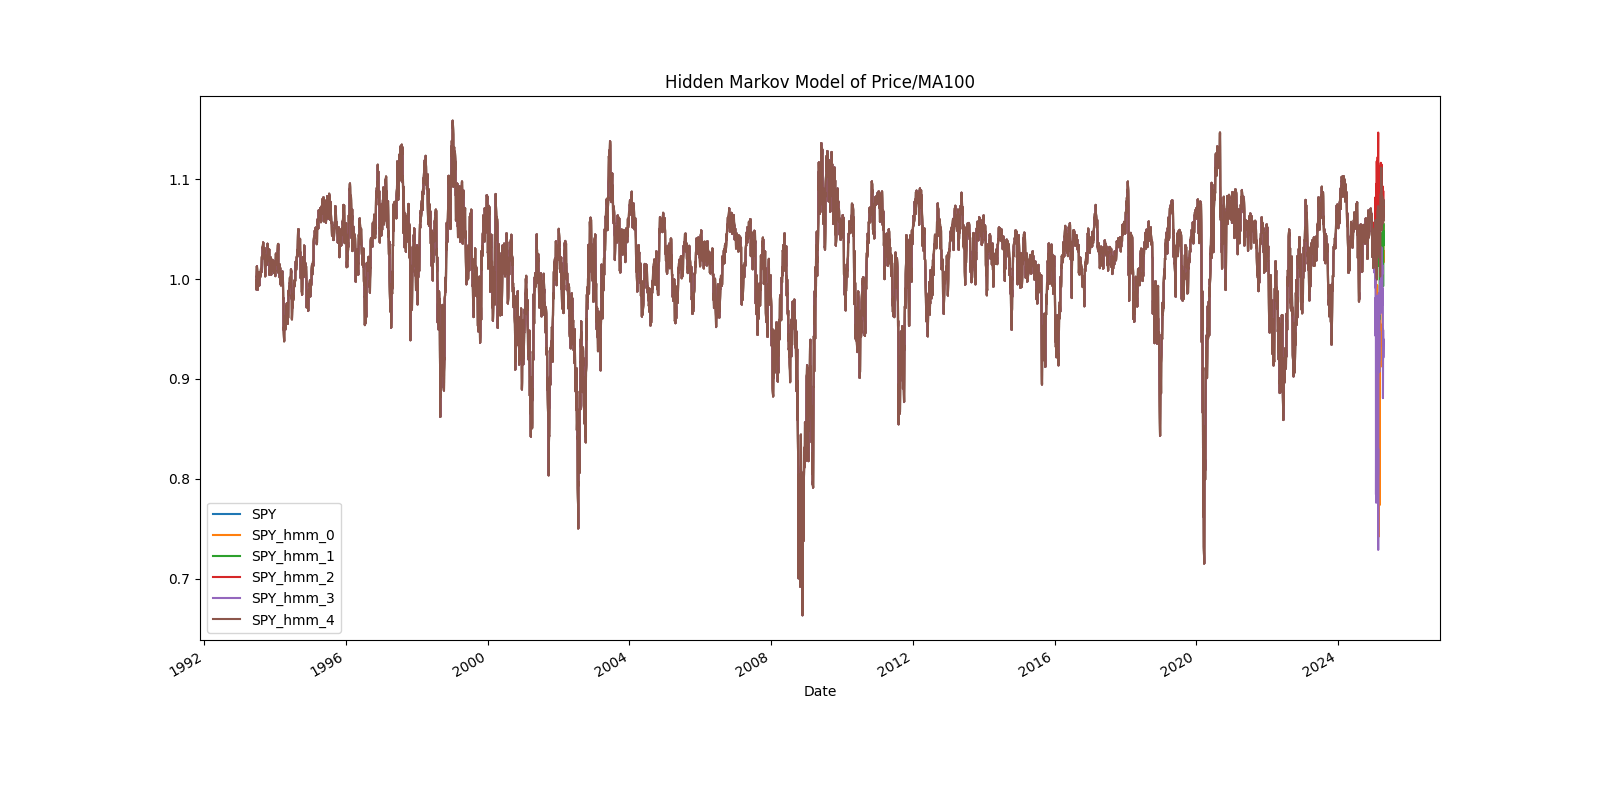 Hidden Markov Model of Price/MA100
1.1
1.0
0.9
0.8
0.7
SPY
SPY_hmm_0
SPY_hmm_1
SPY_hmm_2
SPY_hmm_3
SPY_hmm_4
1992
1996
2000
2004
2008
2012
2016
2020
2024
Date